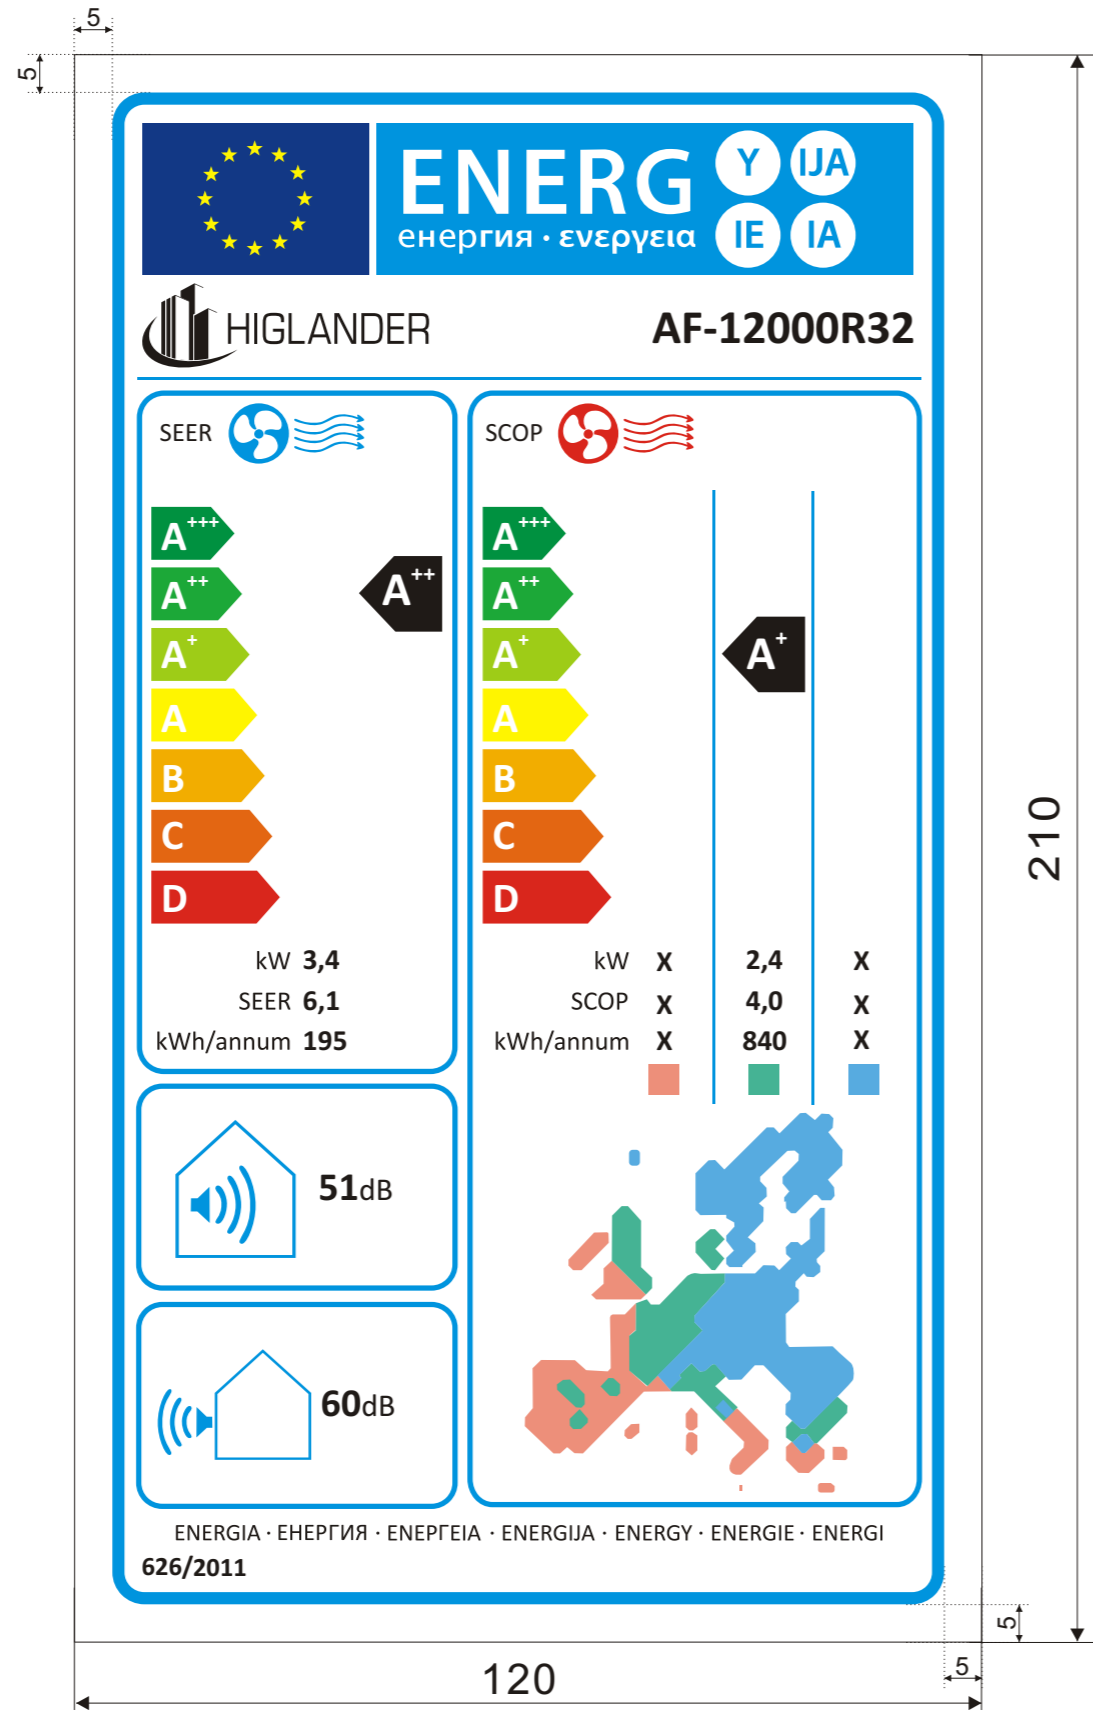 5
5
ENERG Y IJA
енергия · ενεργεια IE IA
HIGLANDER AF-12000R32
SEER SCOP
A+++ A+++
A++ A++ A++
A+ A+ A+
A A
B B
C C
D D
kW 3,4 kW X 2,4 X
SEER 6,1 SCOP X 4,0 X
kWh/annum 195 kWh/annum X 840 X
51dB
60dB
ENERGIA · ЕНЕРГИЯ · ΕΝΕΡΓΕΙΑ · ENERGIJA · ENERGY · ENERGIE · ENERGI
626/2011
210
5
5
120